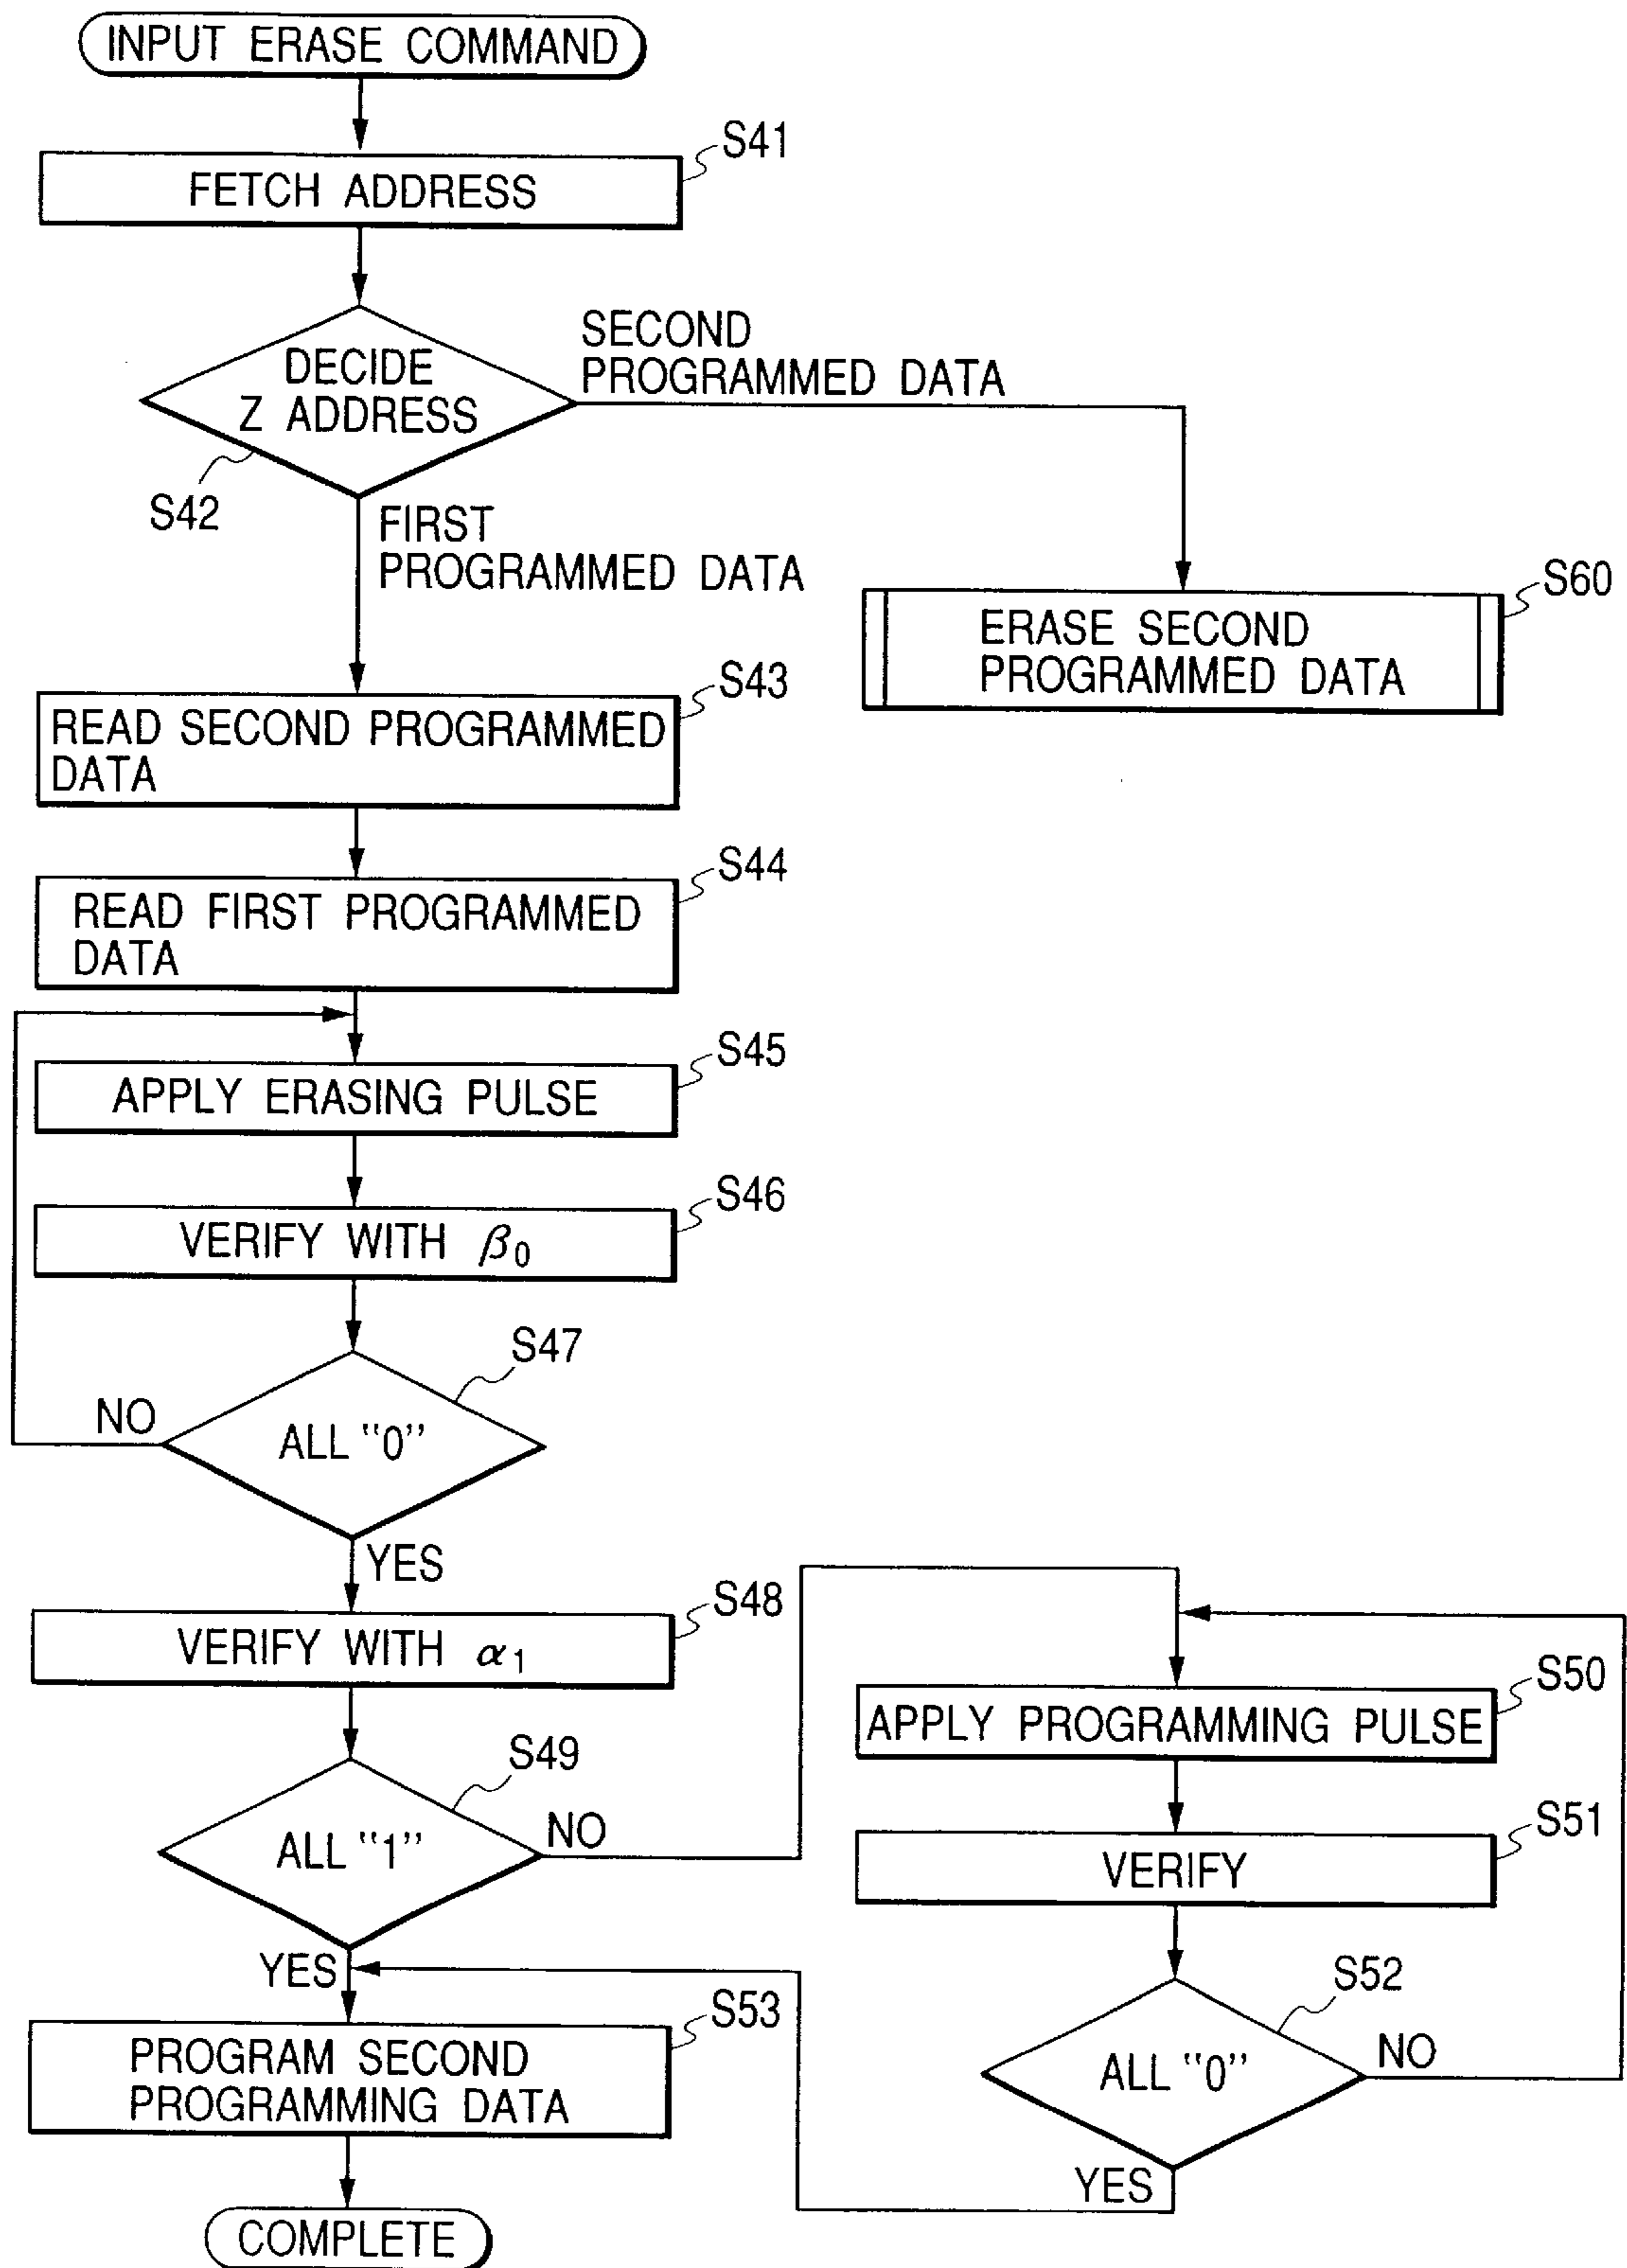 INPUT ERASE COMMAND
S41
FETCH ADDRESS
DECIDE
Z ADDRESS
S42
SECOND
PROGRAMMED DATA
FIRST
PROGRAMMED DATA
S60
ERASE SECOND
PROGRAMMED DATA
S43
READ SECOND PROGRAMMED
DATA
S44
READ FIRST PROGRAMMED
DATA
S45
APPLY ERASING PULSE
S46
VERIFY WITH β0
S47
NO
ALL "0"
YES
S48
VERIFY WITH α1
S49
ALL "1"
NO
S50
APPLY PROGRAMMING PULSE
S51
VERIFY
S52
ALL "0"
NO
YES
YES
S53
PROGRAM SECOND
PROGRAMMING DATA
COMPLETE